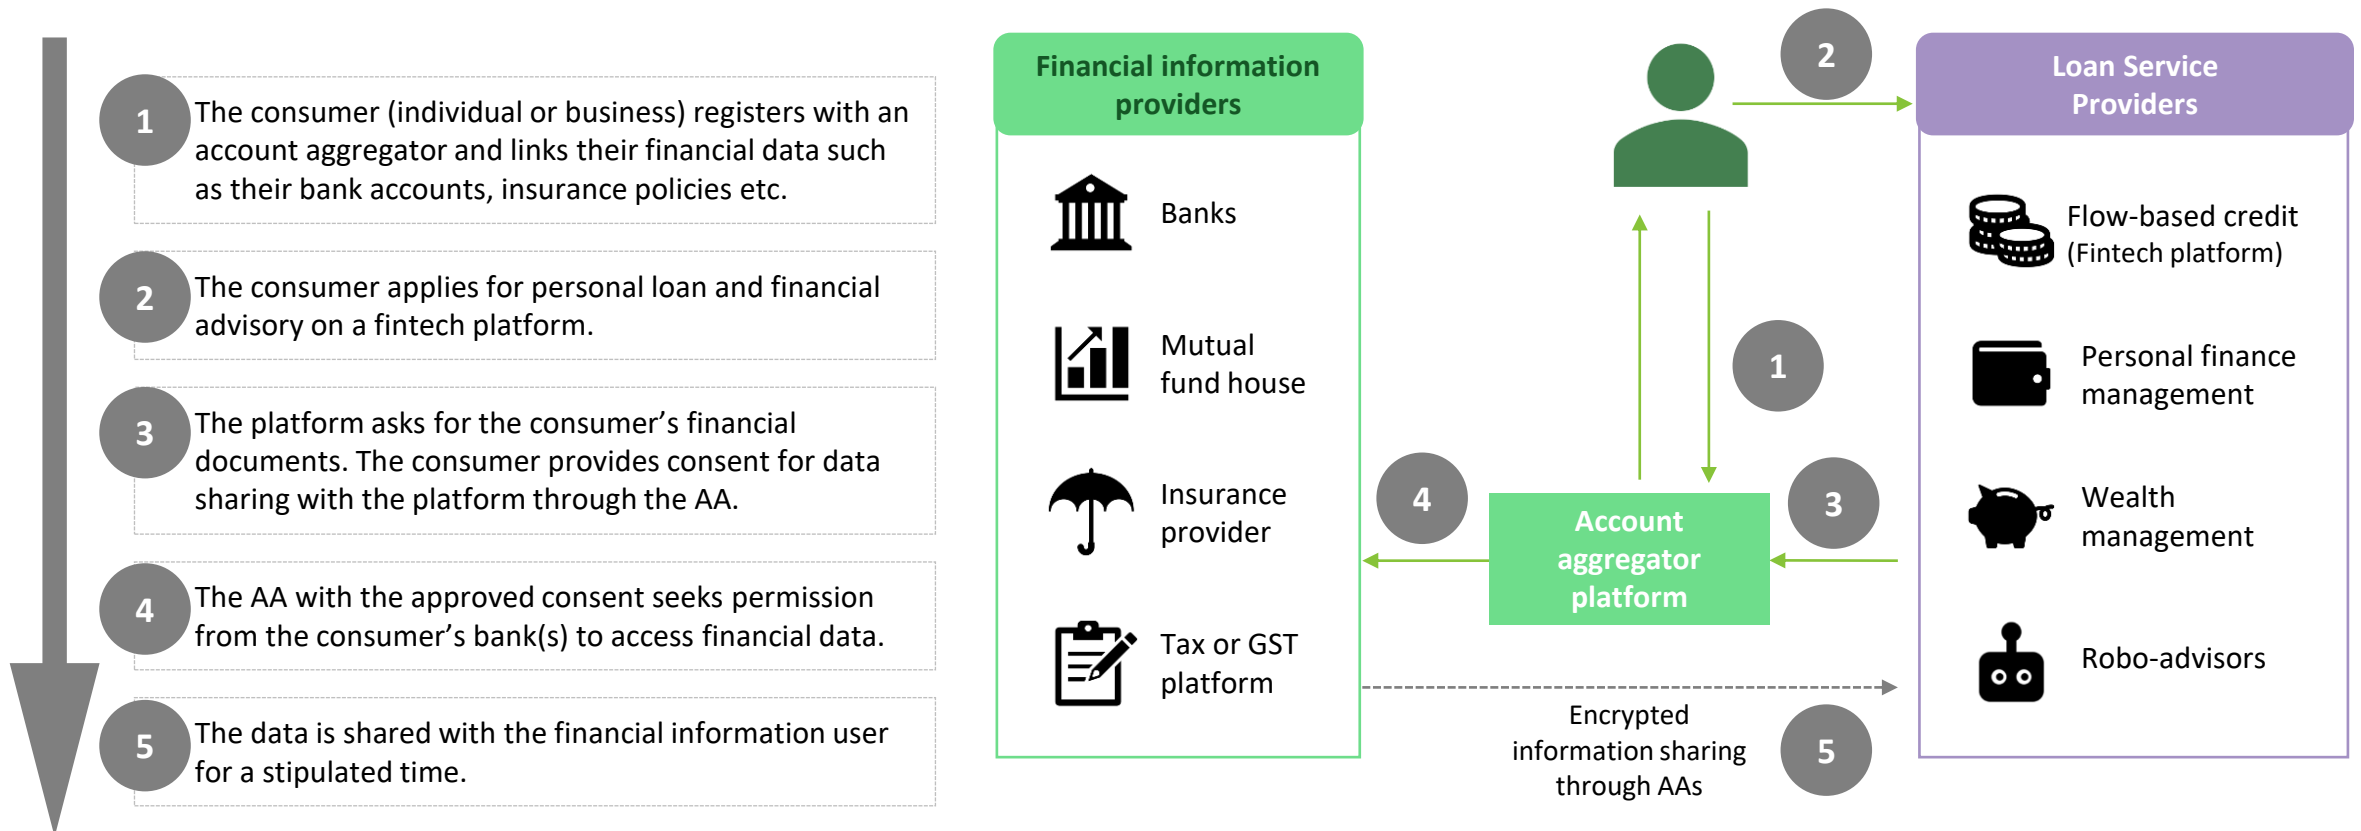 1
The consumer (individual or business) registers with an
account aggregator and links their financial data such
as their bank accounts, insurance policies etc.
2
The consumer applies for personal loan and financial
advisory on a fintech platform.
3
The platform asks for the consumer’s financial
documents. The consumer provides consent for data
sharing with the platform through the AA.
4
The AA with the approved consent seeks permission
from the consumer’s bank(s) to access financial data.
5
The data is shared with the financial information user
for a stipulated time.
Financial information
providers
Banks
Mutual
fund house
Insurance
provider
Tax or GST
platform
2
1
4
3
Account
aggregator
platform
Encrypted
information sharing
through AAs
5
Loan Service
Providers
Flow-based credit
(Fintech platform)
Personal finance
management
Wealth
management
Robo-advisors